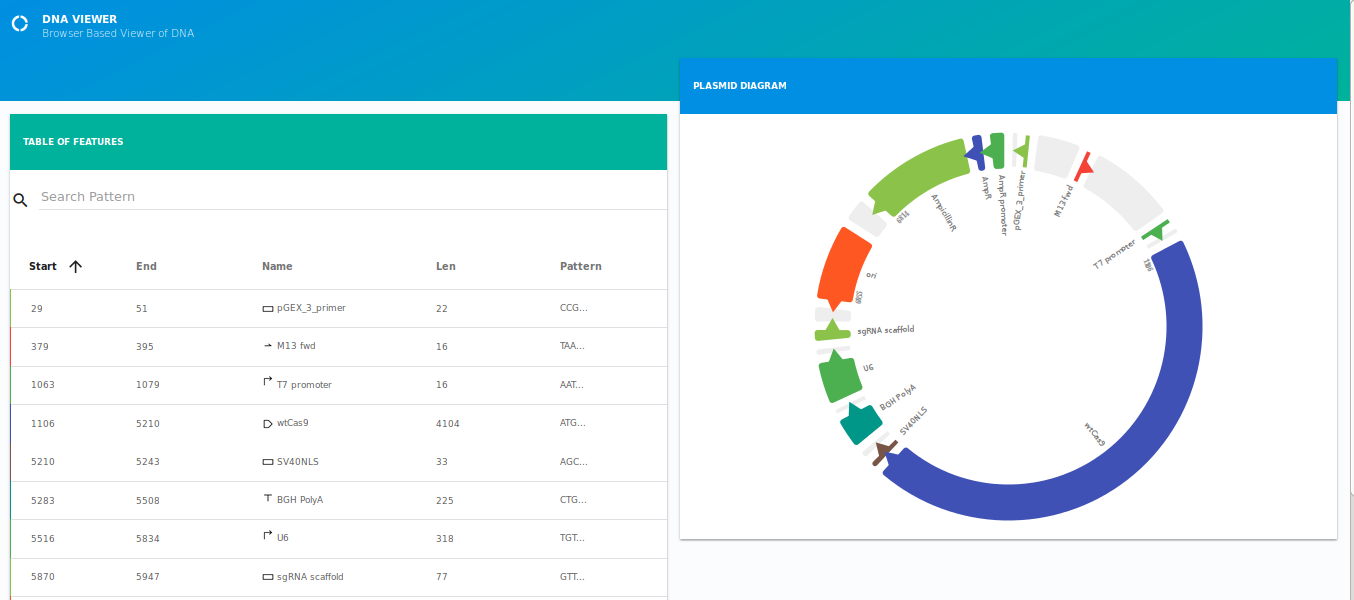 DNA VIEWER
Browser Based Viewer of DNA
TABLE OF FEATURES
Search Pattern
Start End Name Len Pattern
29 51 pGEX_3_primer 22 CCG...
379 395 M13 fwd 16 TAA...
1063 1079 T7 promoter 16 AAT...
1106 5210 wtCas9 4104 ATG...
5210 5243 SV40NLS 33 AGC...
5283 5508 BGH PolyA 225 CTG...
5516 5834 U6 318 TGT...
5870 5947 sgRNA scaffold 77 GTT...
PLASMID DIAGRAM
AmpR
AmpR promoter
pGEX_3_primer
M13 fwd
AmpicillinR
T7 promoter
ori
sgRNA scaffold
U6
BGH PolyA
SV40NLS
wtCas9